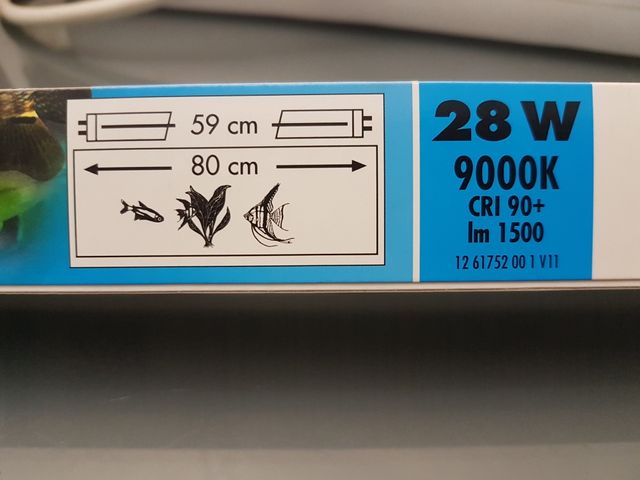 59 cm
80 cm
28 W
9000K
CRI 90+
lm 1500
12 61752 00 1 V11